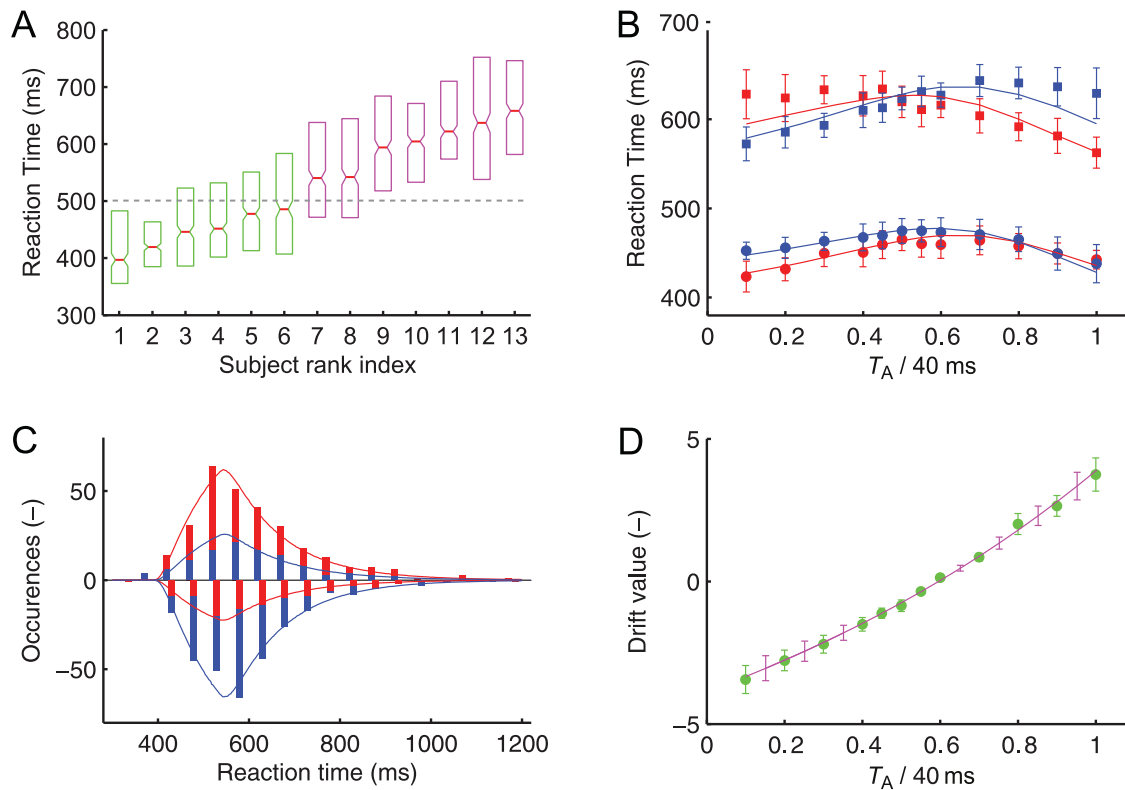 A
Reaction Time (ms)
800
700
600
500
400
300
1 2 3 4 5 6 7 8 9 10 11 12 13
Subject rank index
B
Reaction Time (ms)
700
600
500
400
0 0.2 0.4 0.6 0.8 1
T_A / 40 ms
C
Occurences (–)
50
0
−50
400 600 800 1000 1200
Reaction time (ms)
D
Drift value (–)
5
0
−5
0 0.2 0.4 0.6 0.8 1
T_A / 40 ms